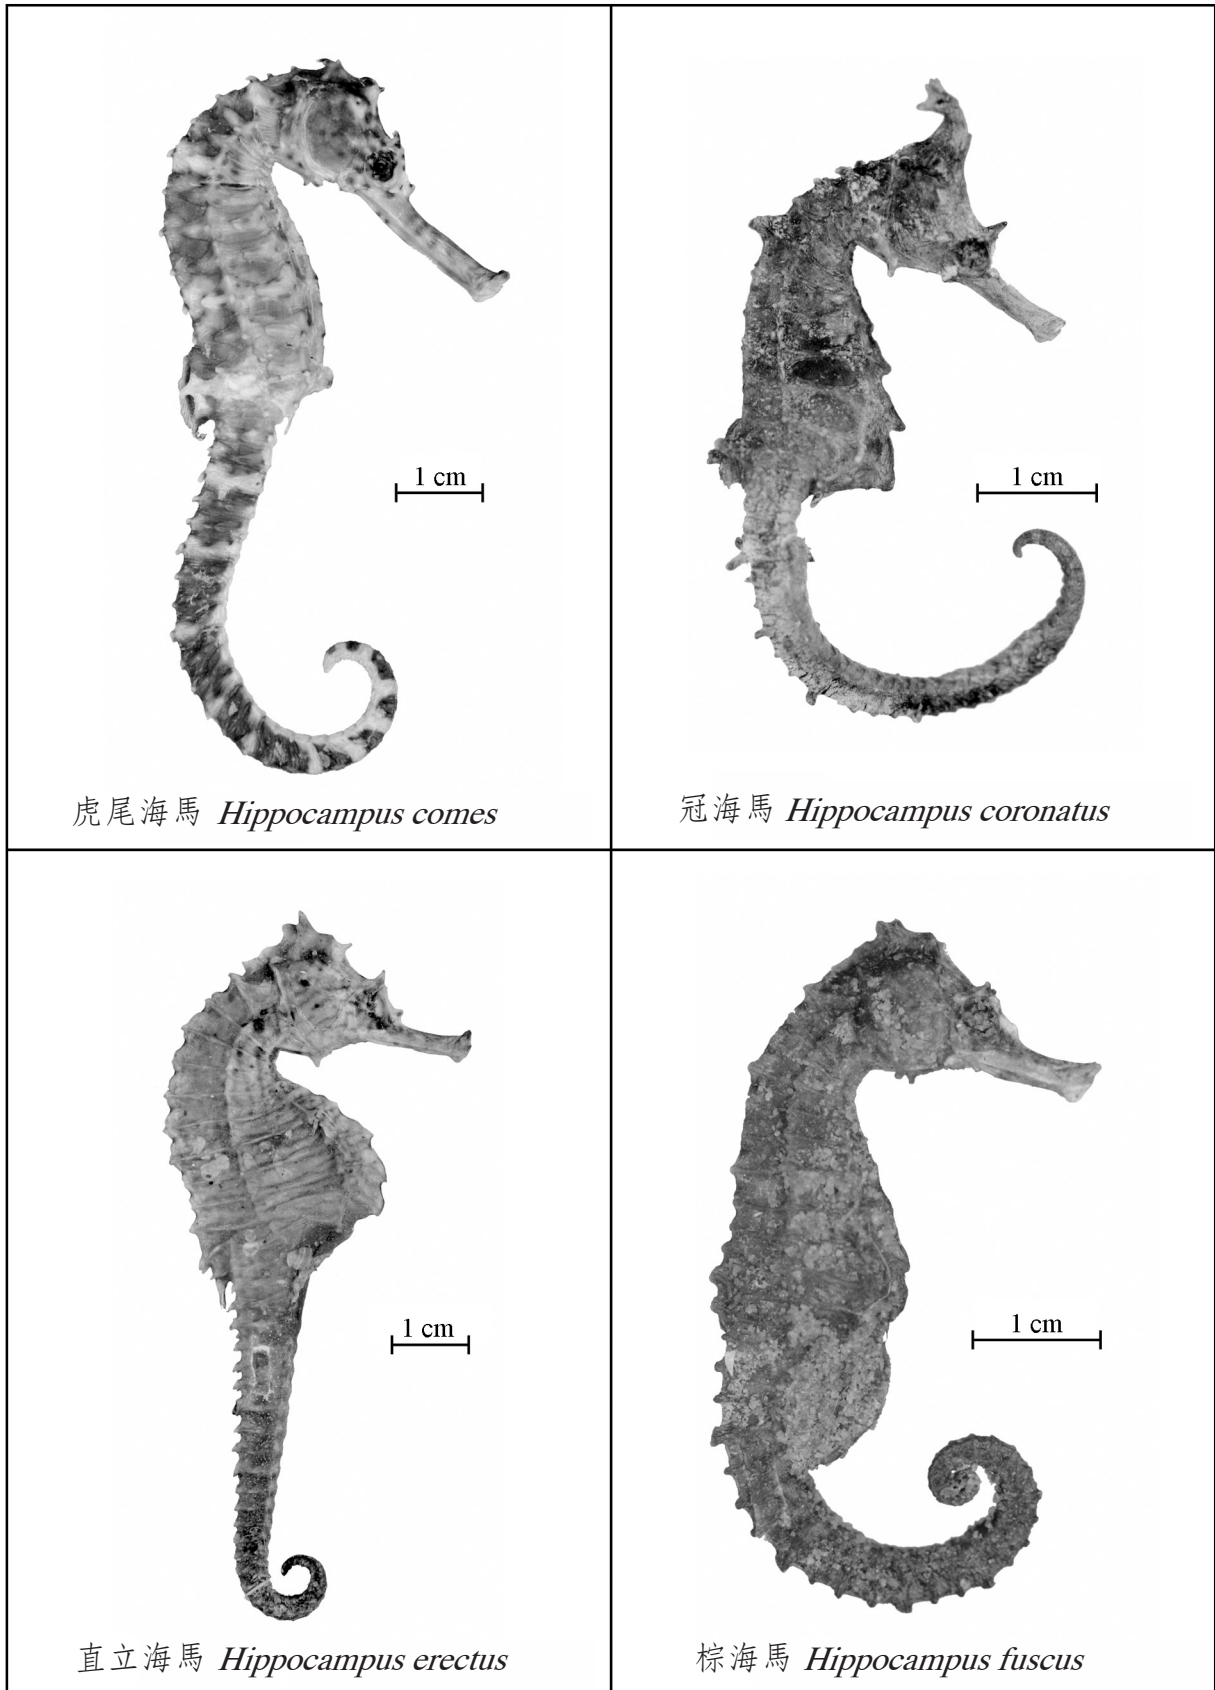 1 cm
1 cm
虎尾海馬 Hippocampus comes
冠海馬 Hippocampus coronatus
1 cm
1 cm
直立海馬 Hippocampus erectus
棕海馬 Hippocampus fuscus